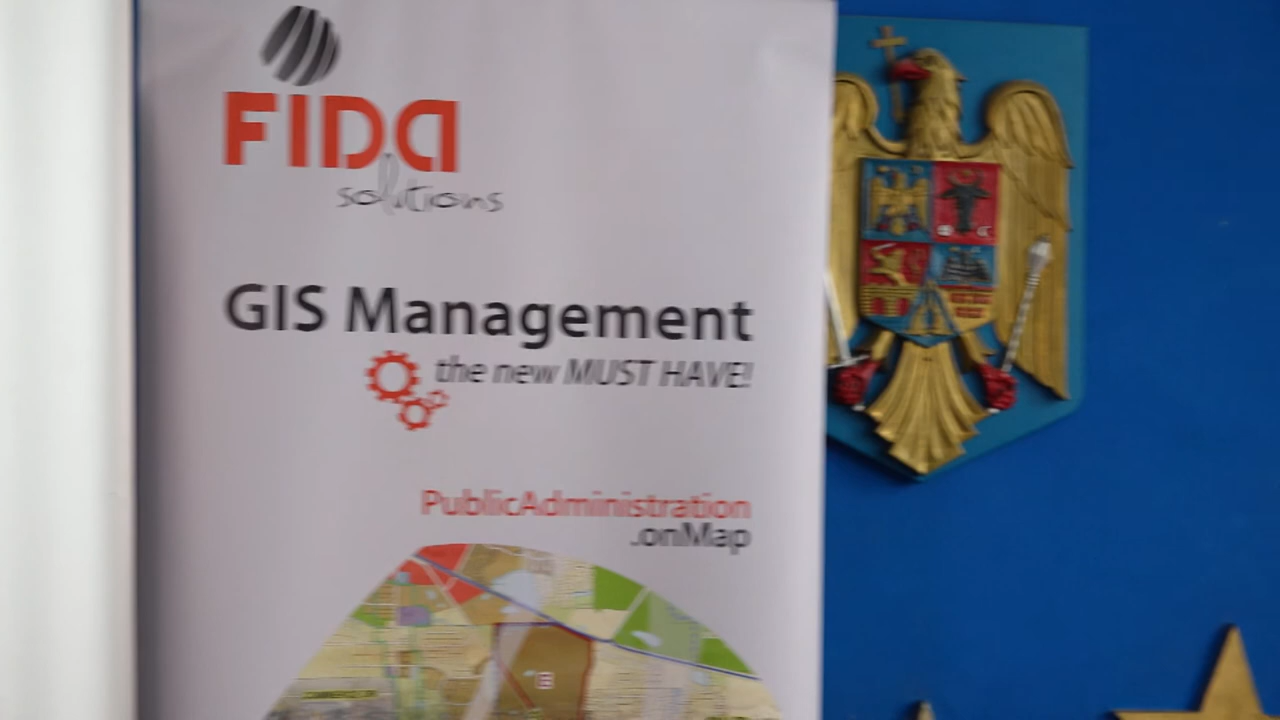 FIDA
solutions
GIS Management
the new MUST HAVE!
PublicAdministration
.onMap